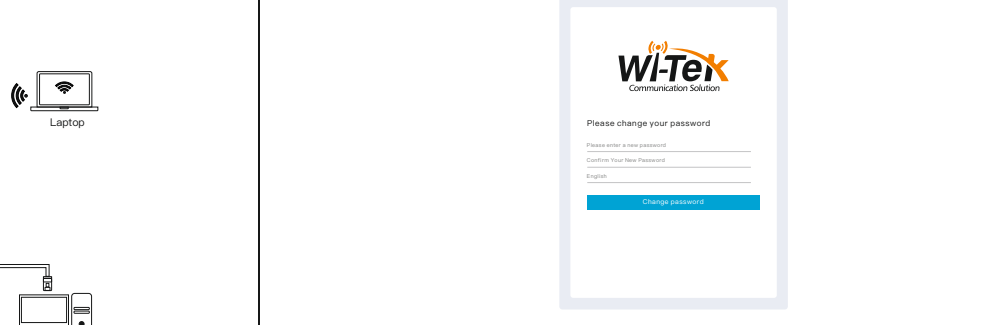 Laptop
Wi-Tek
Communication Solution
Please change your password
Please enter a new password
Confirm Your New Password
English
Change password